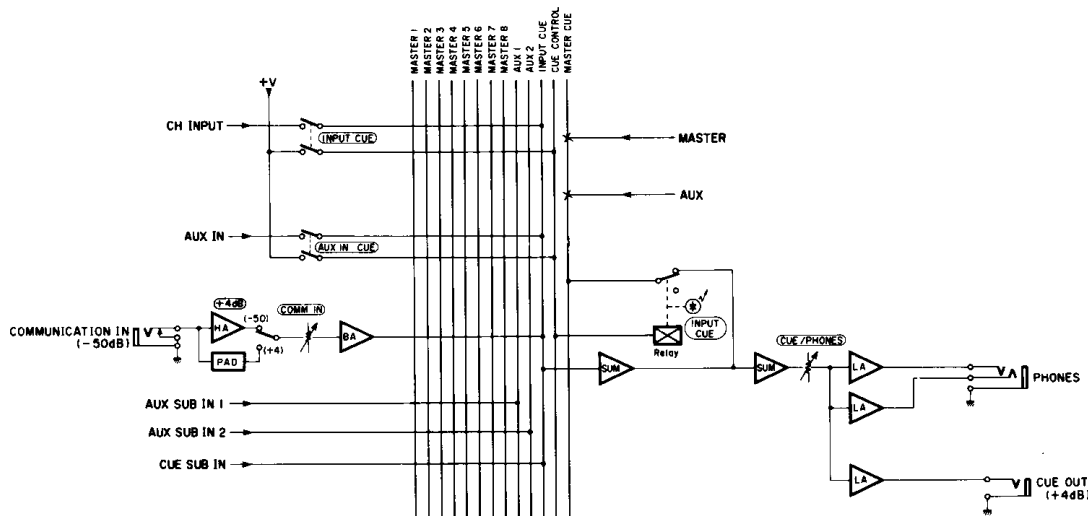 MASTER 1
MASTER 2
MASTER 3
MASTER 4
MASTER 5
MASTER 6
MASTER 7
MASTER 8
AUX 1
AUX 2
INPUT CUE
CUE CONTROL
MASTER CUE
+V
CH INPUT
INPUT CUE
MASTER
AUX
AUX IN
AUX IN CUE
+4dB
COMM IN
COMMUNICATION IN
(-50dB)
HA
(-50)
(+4)
PAD
BA
INPUT
CUE
Relay
CUE/PHONES
SUM
SUM
LA
PHONES
LA
AUX SUB IN 1
AUX SUB IN 2
CUE SUB IN
LA
CUE OUT
(+4dB)